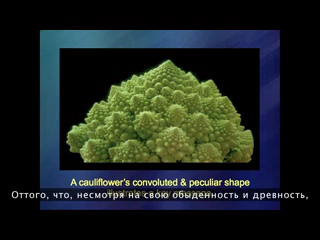 A cauliflower's convoluted & peculiar shape
Оттого, что, несмотря на свою обыденность и древность,